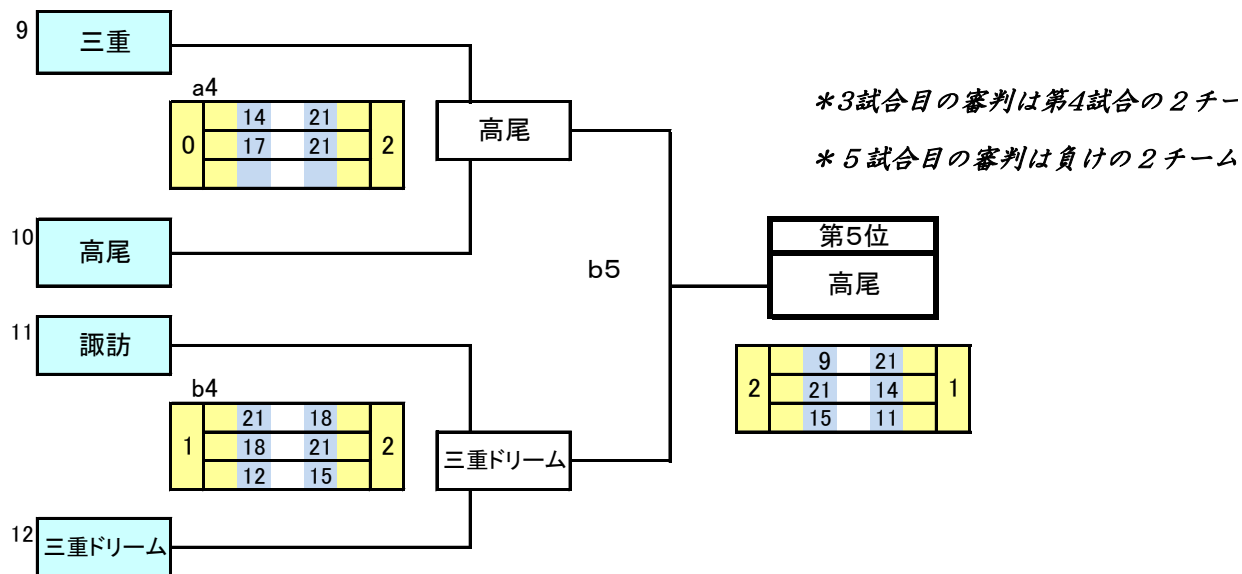 9 三重
a4
14 21
0 17 21 2
高尾
*3試合目の審判は第4試合の２チー
*５試合目の審判は負けの２チーム
10 高尾
第5位
b5
高尾
11 諏訪
9 21
2 21 14 1
15 11
b4
21 18
1 18 21 2
12 15
三重ドリーム
12 三重ドリーム